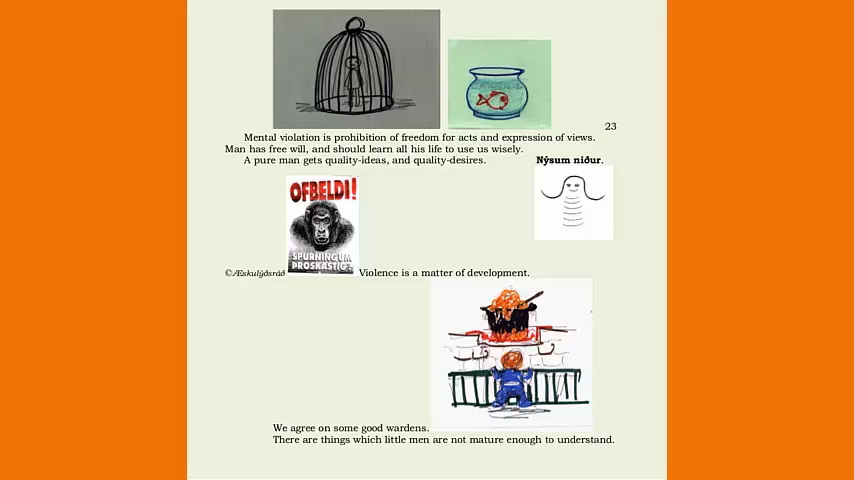 23
Mental violation is prohibition of freedom for acts and expression of views.
Man has free will, and should learn all his life to use us wisely.
A pure man gets quality-ideas, and quality-desires. Nýsum niður.
OFBELDI!
SPURNING UM
ÞROSKASTIG?
©Æskulýðsráð Violence is a matter of development.
We agree on some good wardens.
There are things which little men are not mature enough to understand.